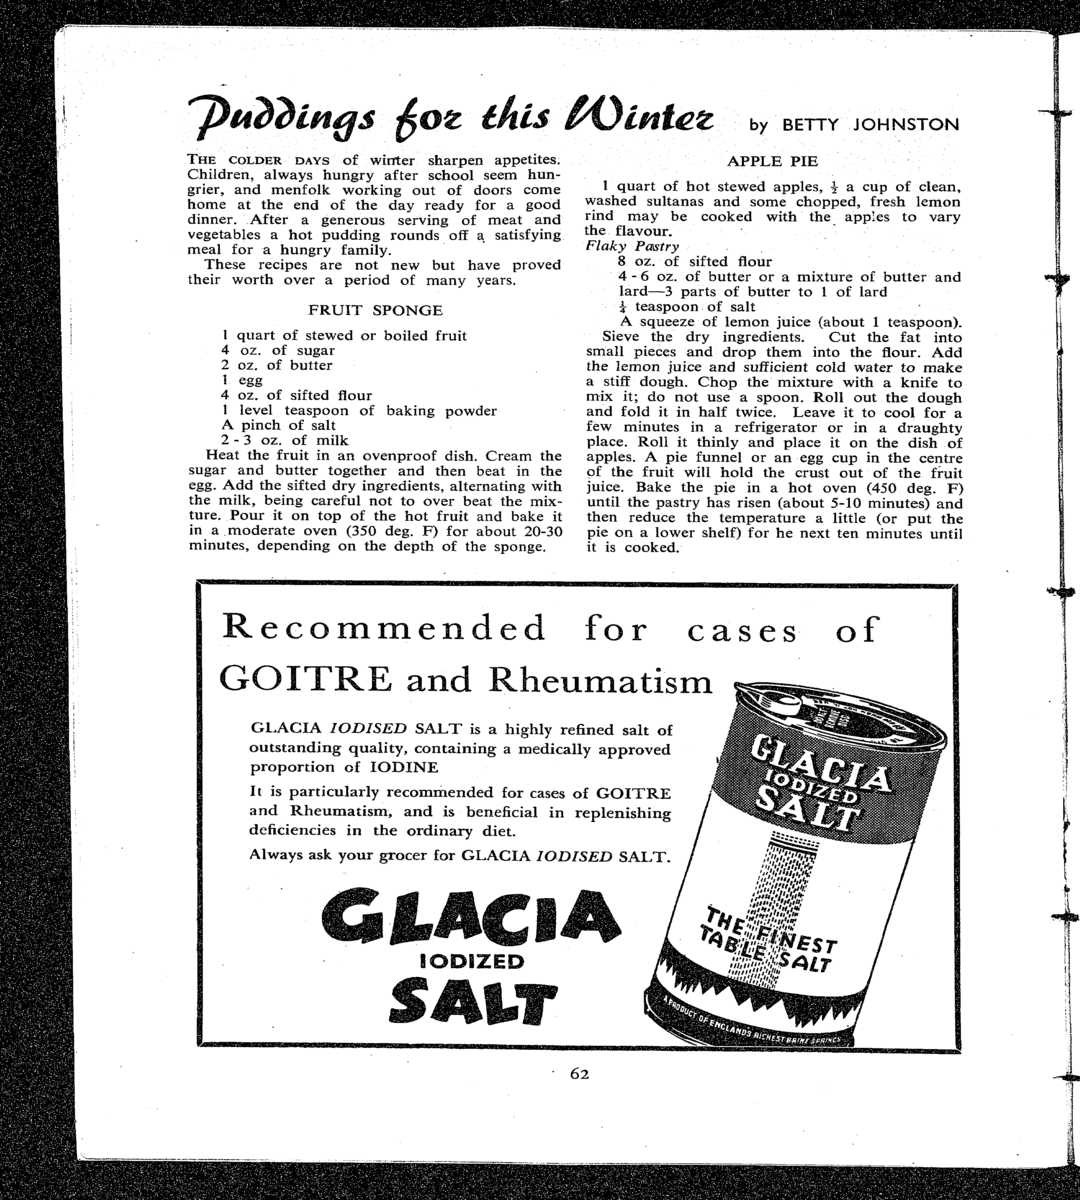 Puddings for this Winter by BETTY JOHNSTON
THE COLDER DAYS of winter sharpen appetites.
Children, always hungry after school seem hun-
grier, and menfolk working out of doors come
home at the end of the day ready for a good
dinner. After a generous serving of meat and
vegetables a hot pudding rounds off a satisfying
meal for a hungry family.
These recipes are not new but have proved
their worth over a period of many years.
FRUIT SPONGE
1 quart of stewed or boiled fruit
4 oz. of sugar
2 oz. of butter
1 egg
4 oz. of sifted flour
1 level teaspoon of baking powder
A pinch of salt
2 - 3 oz. of milk
Heat the fruit in an ovenproof dish. Cream the
sugar and butter together and then beat in the
egg. Add the sifted dry ingredients, alternating with
the milk, being careful not to over beat the mix-
ture. Pour it on top of the hot fruit and bake it
in a moderate oven (350 deg. F) for about 20-30
minutes, depending on the depth of the sponge.
APPLE PIE
1 quart of hot stewed apples, ½ a cup of clean,
washed sultanas and some chopped, fresh lemon
rind may be cooked with the apples to vary
the flavour.
Flaky Pastry
8 oz. of sifted flour
4 - 6 oz. of butter or a mixture of butter and
lard—3 parts of butter to 1 of lard
teaspoon of salt
A squeeze of lemon juice (about 1 teaspoon).
Sieve the dry ingredients. Cut the fat into
small pieces and drop them into the flour. Add
the lemon juice and sufficient cold water to make
a stiff dough. Chop the mixture with a knife to
mix it; do not use a spoon. Roll out the dough
and fold it in half twice. Leave it to cool for a
few minutes in a refrigerator or in a draughty
place. Roll it thinly and place it on the dish of
apples. A pie funnel or an egg cup in the centre
of the fruit will hold the crust out of the fruit
juice. Bake the pie in a hot oven (450 deg. F)
until the pastry has risen (about 5-10 minutes) and
then reduce the temperature a little (or put the
pie on a lower shelf) for he next ten minutes until
it is cooked.
Recommended for cases of
GOITRE and Rheumatism
GLACIA IODISED SALT is a highly refined salt of
outstanding quality, containing a medically approved
proportion of IODINE
It is particularly recommended for cases of GOITRE
and Rheumatism, and is beneficial in replenishing
deficiencies in the ordinary diet.
Always ask your grocer for GLACIA IODISED SALT.
GLACIA
IODIZED
SALT
GLACIA
IODIZED
SALT
THE FINEST
TABLE SALT
A PRODUCT OF ENGLANDS RICHEST BRINE SPRINGS
62